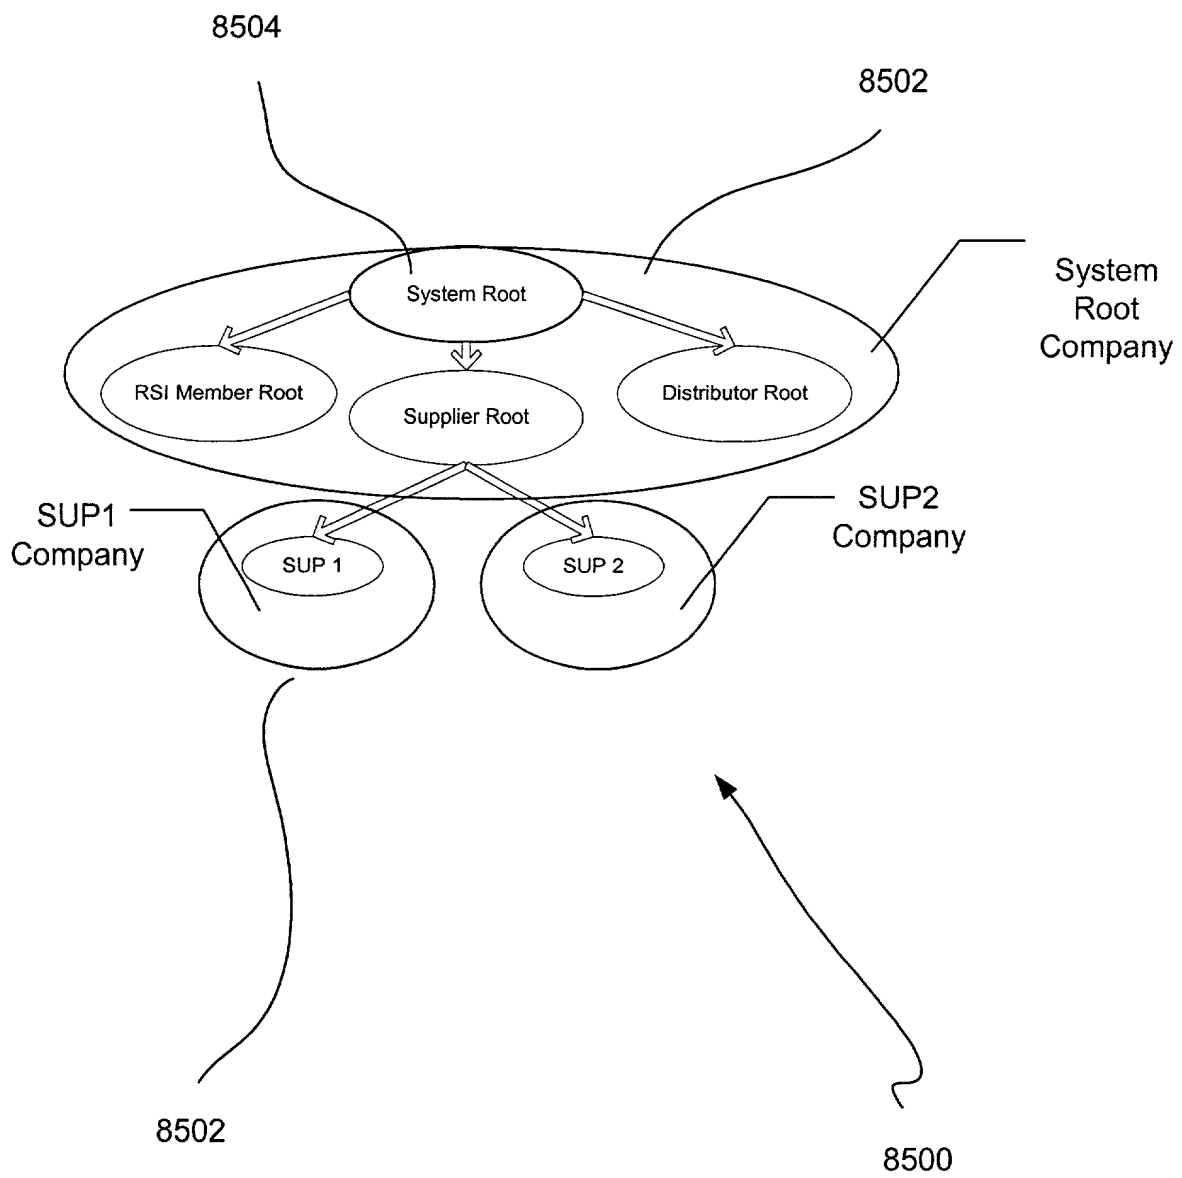 8504
8502
System Root
System
Root
Company
RSI Member Root
Supplier Root
Distributor Root
SUP1
Company
SUP2
Company
SUP 1
SUP 2
8502
8500